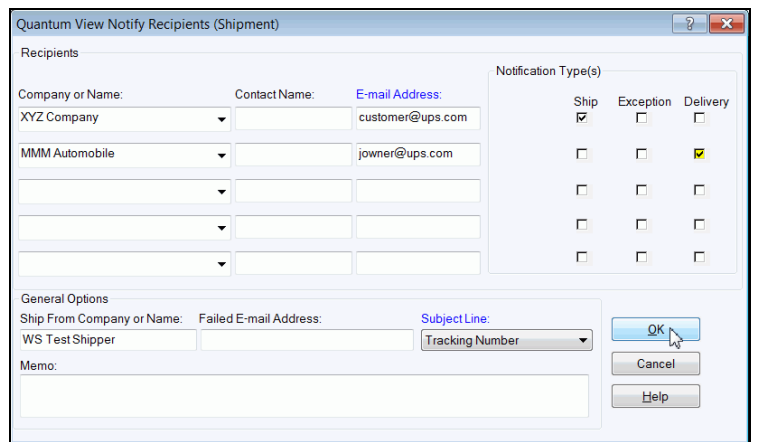 Quantum View Notify Recipients (Shipment)
Recipients
Notification Type(s)
Company or Name: Contact Name: E-mail Address: Ship Exception Delivery
XYZ Company customer@ups.com
MMM Automobile jowner@ups.com
General Options
Ship From Company or Name: Failed E-mail Address: Subject Line:
WS Test Shipper Tracking Number
OK
Memo:
Cancel
Help